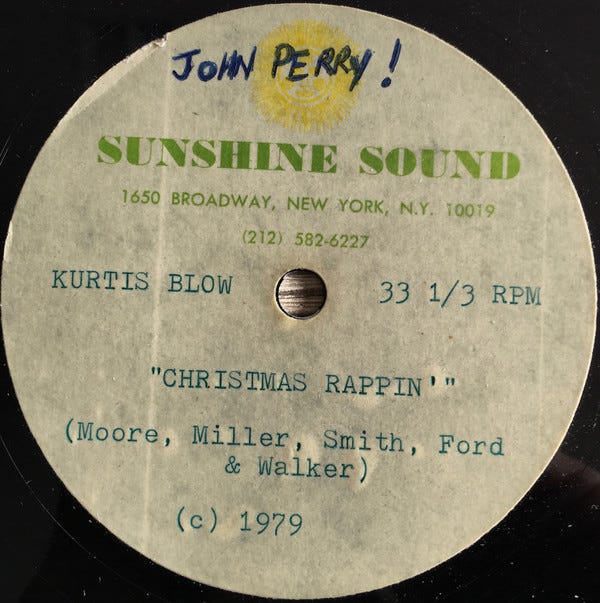 JOHN PERRY!
SUNSHINE SOUND
1650 BROADWAY, NEW YORK, N.Y. 10019
(212) 582-6227
KURTIS BLOW 33 1/3 RPM
"CHRISTMAS RAPPIN'"
(Moore, Miller, Smith, Ford
& Walker)
(c) 1979